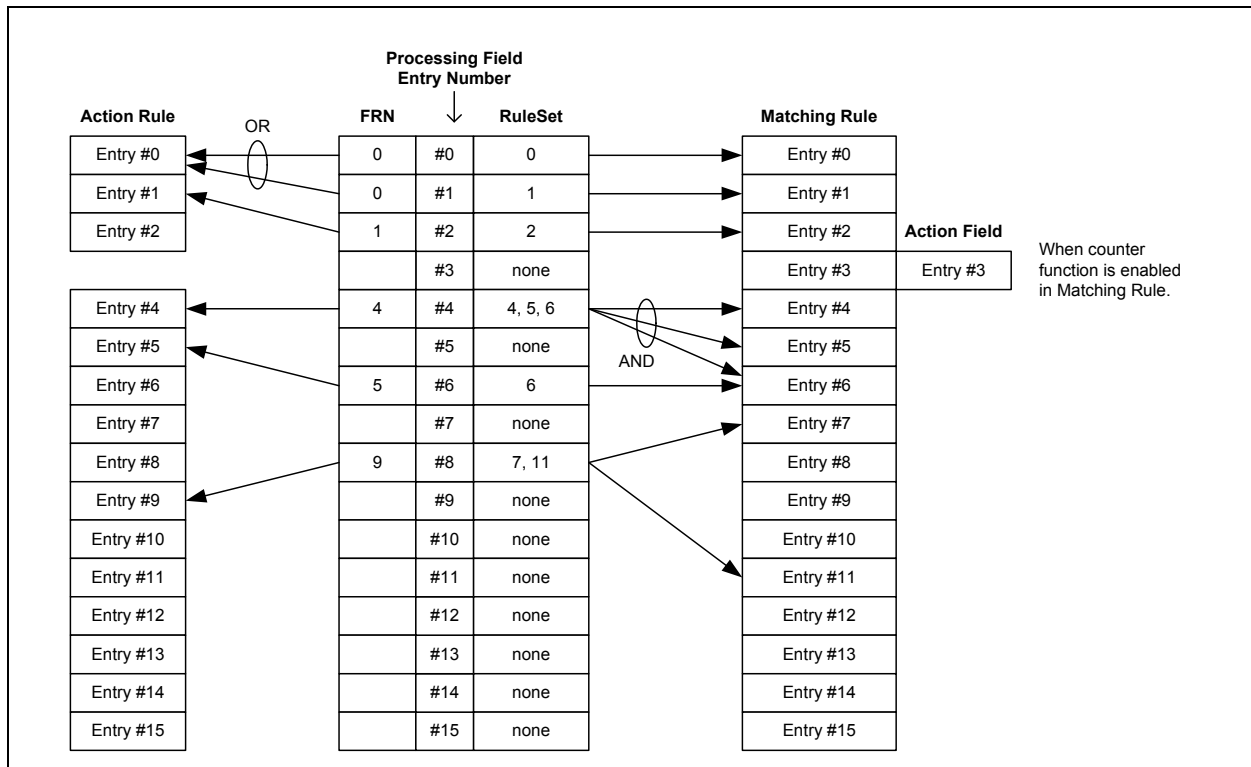 Processing Field
Entry Number
Action Rule
OR
FRN
RuleSet
Matching Rule
Entry #0 0 #0 0 Entry #0
Entry #1 0 #1 1 Entry #1
Entry #2 1 #2 2 Entry #2 Action Field
#3 none Entry #3 Entry #3
When counter
function is enabled
in Matching Rule.
Entry #4 4 #4 4, 5, 6 Entry #4
Entry #5 #5 none Entry #5
AND
Entry #6 5 #6 6 Entry #6
Entry #7 #7 none Entry #7
Entry #8 9 #8 7, 11 Entry #8
Entry #9 #9 none Entry #9
Entry #10 #10 none Entry #10
Entry #11 #11 none Entry #11
Entry #12 #12 none Entry #12
Entry #13 #13 none Entry #13
Entry #14 #14 none Entry #14
Entry #15 #15 none Entry #15